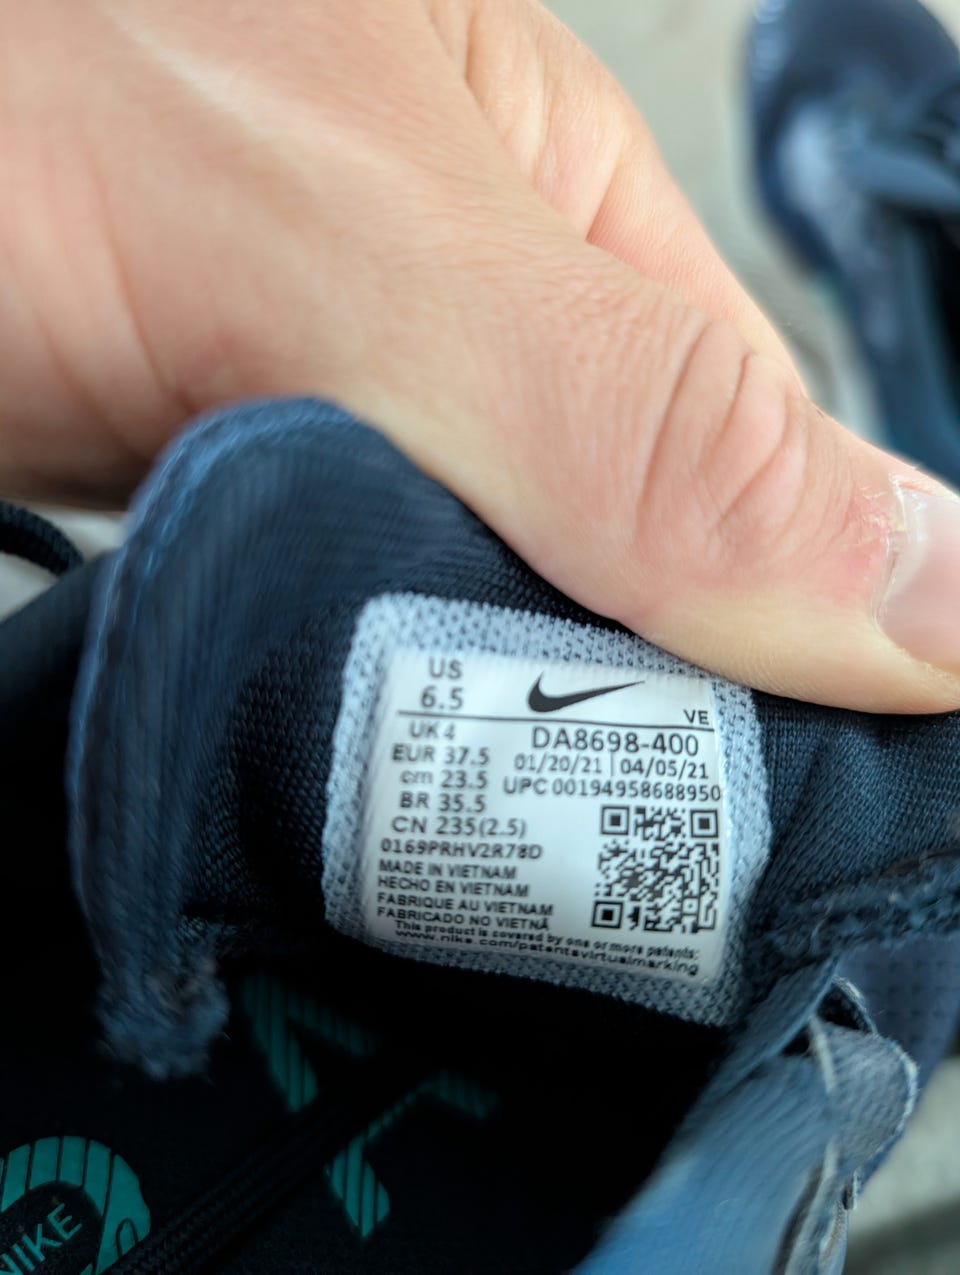 US
6.5
VE
UK 4
DA8698-400
EUR 37.5
01/20/21 | 04/05/21
cm 23.5
UPC 00194958688950
BR 35.5
CN 235(2.5)
0169PRHV2R78D
MADE IN VIETNAM
HECHO EN VIETNAM
FABRIQUE AU VIETNAM
FABRICADO NO VIETNÃ
This product is covered by one or more patents:
www.nike.com/patentsvirtualmarking
NIKE